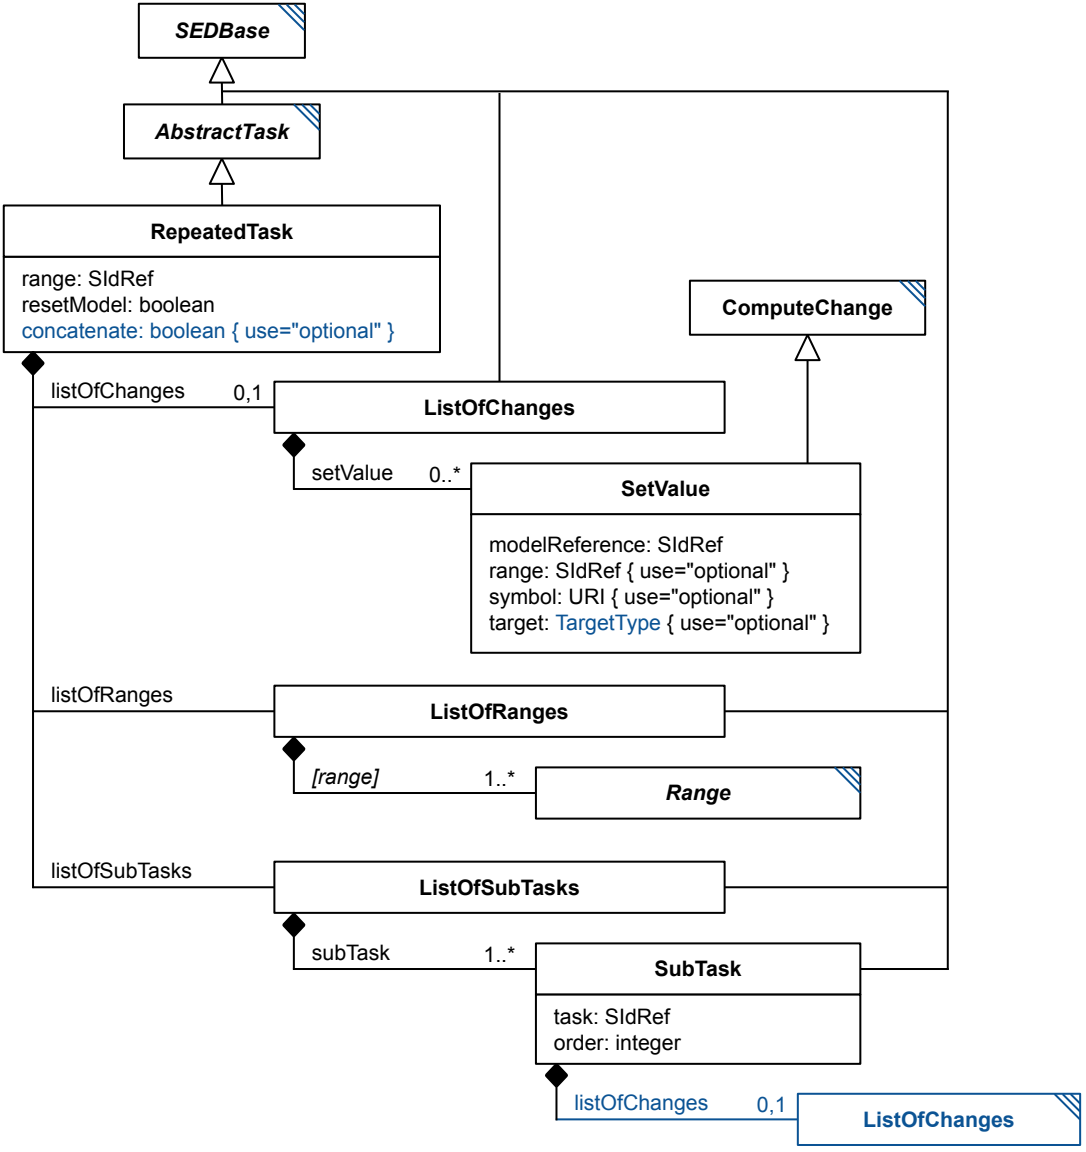 SEDBase
AbstractTask
RepeatedTask
range: SIdRef
resetModel: boolean
concatenate: boolean { use="optional" }
ComputeChange
listOfChanges 0,1
ListOfChanges
setValue 0..*
SetValue
modelReference: SIdRef
range: SIdRef { use="optional" }
symbol: URI { use="optional" }
target: TargetType { use="optional" }
listOfRanges
ListOfRanges
[range] 1..*
Range
listOfSubTasks
ListOfSubTasks
subTask 1..*
SubTask
task: SIdRef
order: integer
listOfChanges 0,1
ListOfChanges